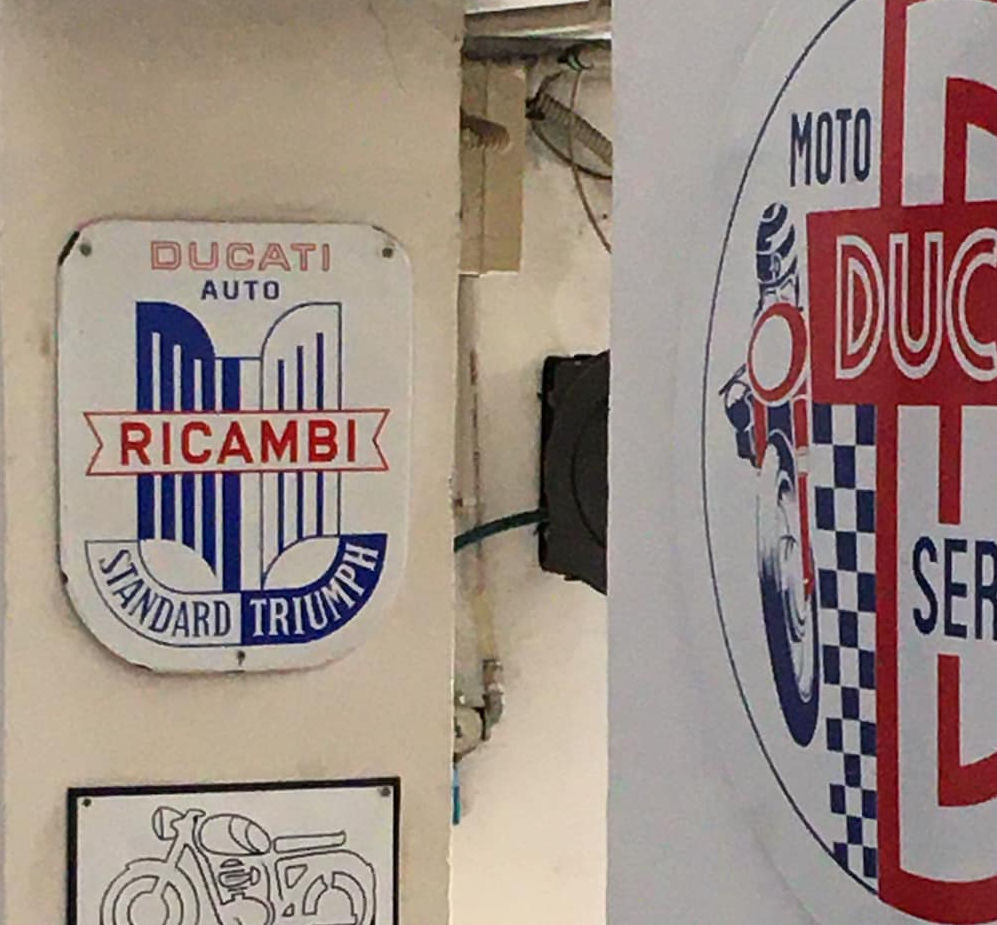 DUCATI
AUTO
RICAMBI
STANDARD TRIUMPH
MOTO
DUC
SER